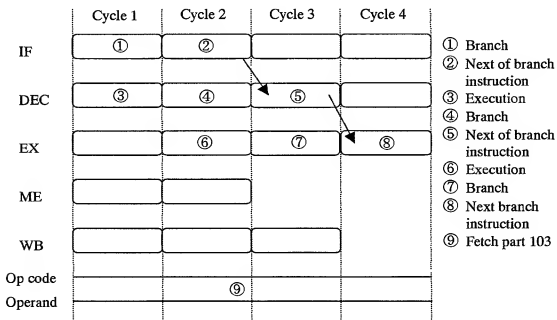 Cycle 1 Cycle 2 Cycle 3 Cycle 4
IF ① ②
DEC ③ ④ ⑤
EX ⑥ ⑦ ⑧
ME
WB
Op code
⑨
Operand
① Branch
② Next of branch
instruction
③ Execution
④ Branch
⑤ Next of branch
instruction
⑥ Execution
⑦ Branch
⑧ Next branch
instruction
⑨ Fetch part 103